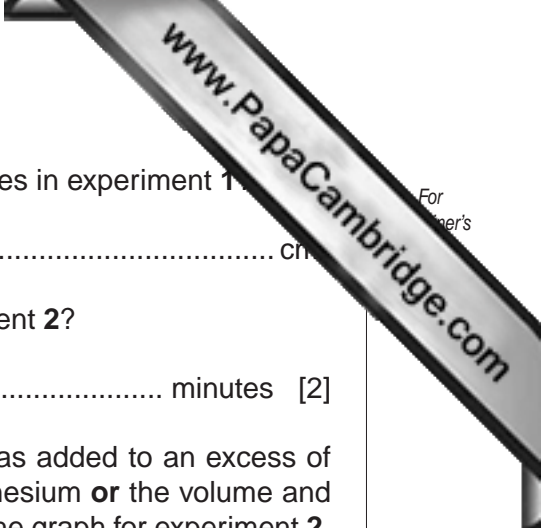 www.PapaCambridge.com
es in experiment 1
For
ner's
.................................. cm
ent 2?
.................... minutes [2]
as added to an excess of
nesium or the volume and
he graph for experiment 2.